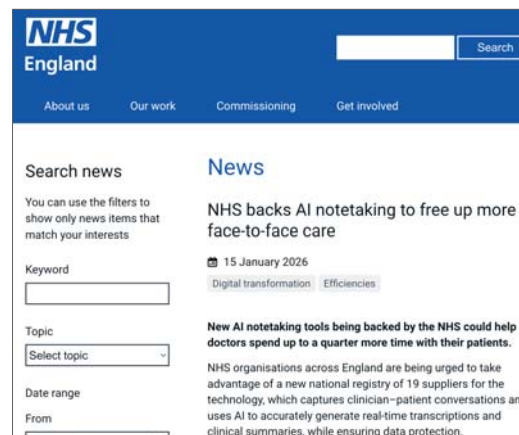 NHS
England
Search
About us
Our work
Commissioning
Get involved
Search news
You can use the filters to
show only news items that
match your interests
Keyword
Topic
Select topic
Date range
From
News
NHS backs AI notetaking to free up more
face-to-face care
15 January 2026
Digital transformation
Efficiencies
New AI notetaking tools being backed by the NHS could help
doctors spend up to a quarter more time with their patients.
NHS organisations across England are being urged to take
advantage of a new national registry of 19 suppliers for the
technology, which captures clinician–patient conversations an
uses AI to accurately generate real-time transcriptions and
clinical summaries, while ensuring data protection.